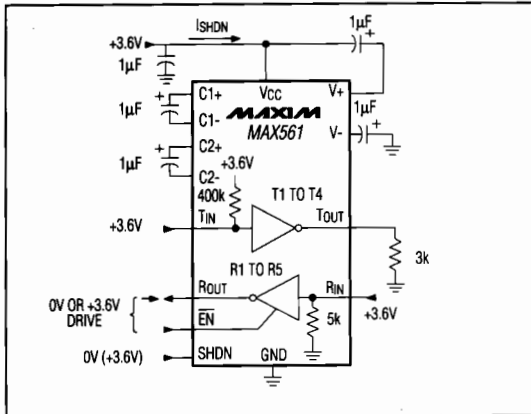 ISHDN
+3.6V
1µF
1µF
+
VCC
V+
C1+
+
1µF
C1-
MAXIM
MAX561
1µF
+
V-
C2+
+
1µF
C2-
+3.6V
400k
T1 TO T4
+3.6V
TIN
TOUT
3k
R1 TO R5
ROUT
RIN
0V OR +3.6V
DRIVE
+3.6V
EN
5k
0V (+3.6V)
SHDN
GND